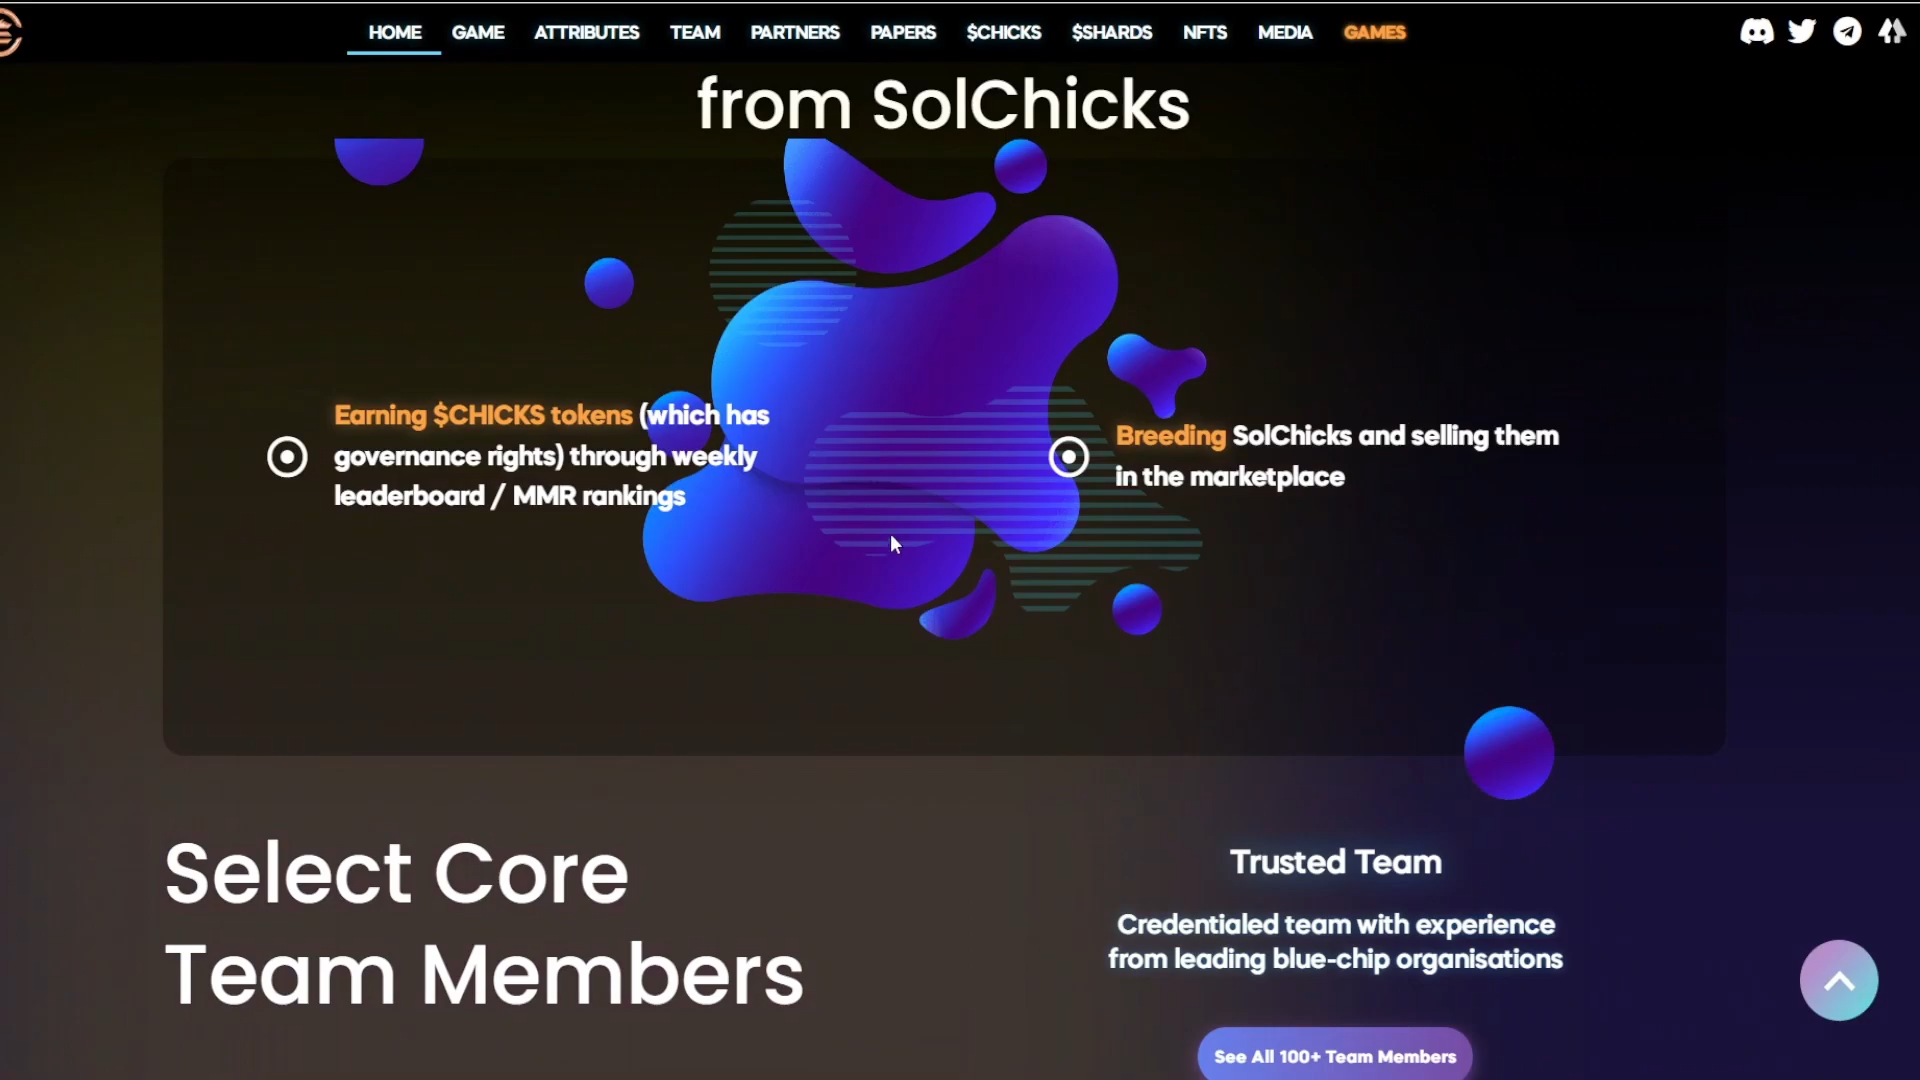 HOME GAME ATTRIBUTES TEAM PARTNERS PAPERS $CHICKS $SHARDS NFTS MEDIA GAMES
from SolChicks
Earning $CHICKS tokens (which has
governance rights) through weekly
leaderboard / MMR rankings
Breeding SolChicks and selling them
in the marketplace
Select Core
Team Members
Trusted Team
Credentialed team with experience
from leading blue-chip organisations
See All 100+ Team Members